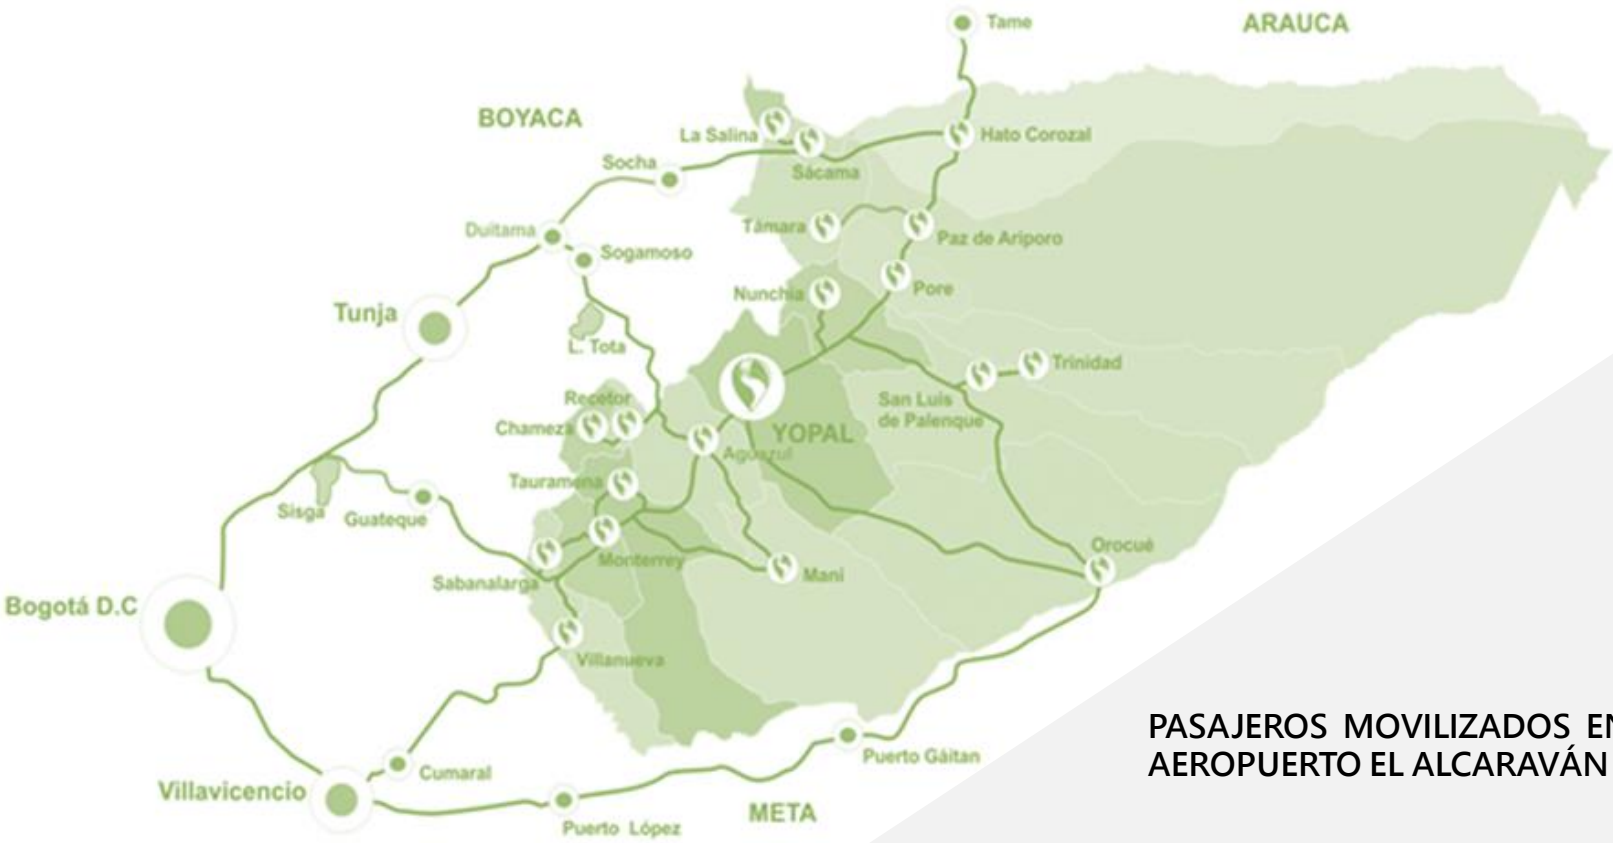 Tame
ARAUCA
BOYACA
La Salina
Hato Corozal
Socha
Sácama
Támara
Duitama
Paz de Ariporo
Sogamoso
Nunchia
Pore
Tunja
L. Tota
Trinidad
Recetor
San Luis
de Palenque
Chameza
YOPAL
Aguazul
Tauramena
Sisga
Guateque
Orocué
Monterrey
Mani
Sabanalarga
Bogotá D.C
Villanueva
PASAJEROS MOVILIZADOS EN
AEROPUERTO EL ALCARAVÁN
Puerto Gáitan
Cumaral
Villavicencio
META
Puerto López